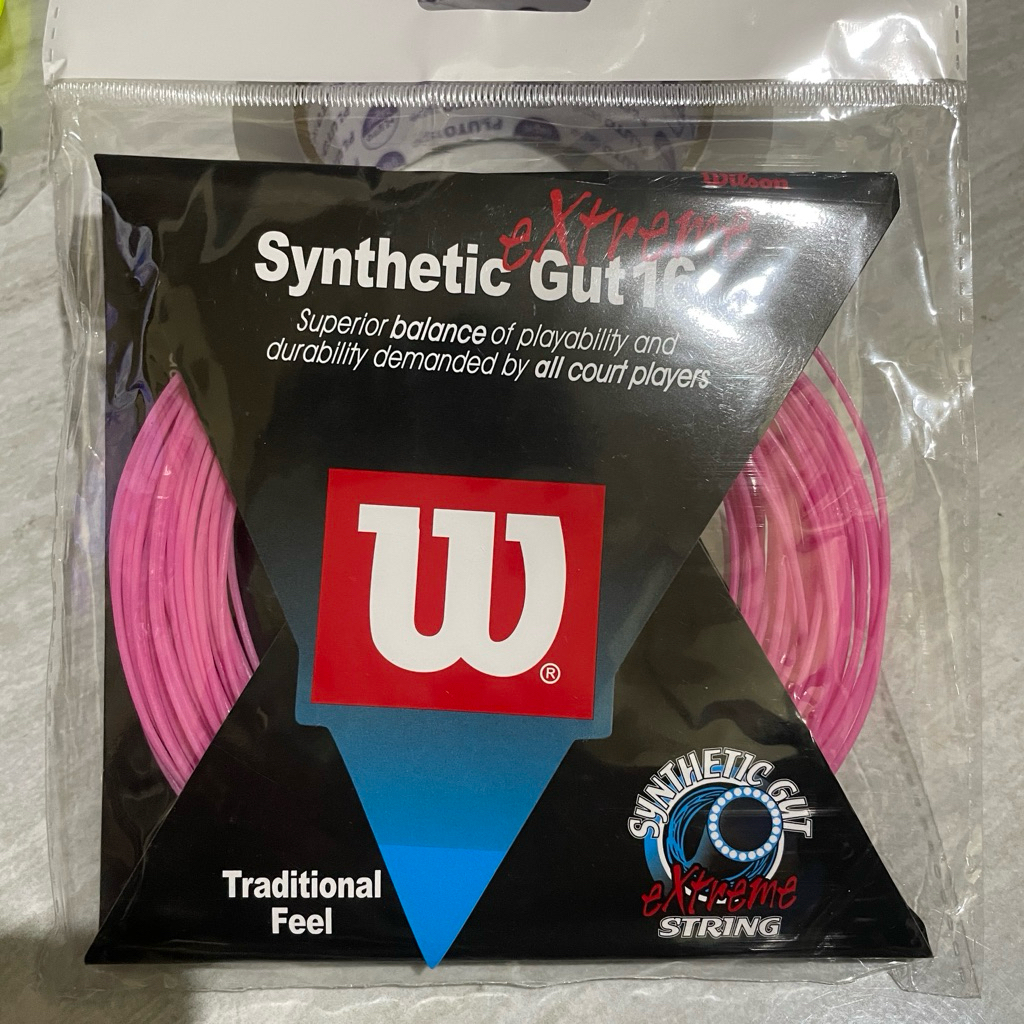 Wilson
eXtreme
Synthetic Gut 16
Superior balance of playability and
durability demanded by all court players
W®
Traditional
Feel
SYNTHETIC GUT
eXtreme
STRING